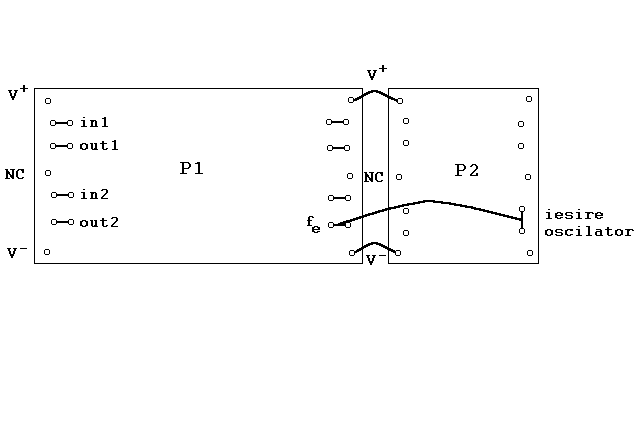 V+
V+
in1
out1
P1
P2
NC
NC
in2
out2
fe
iesire
oscilator
V-
V-